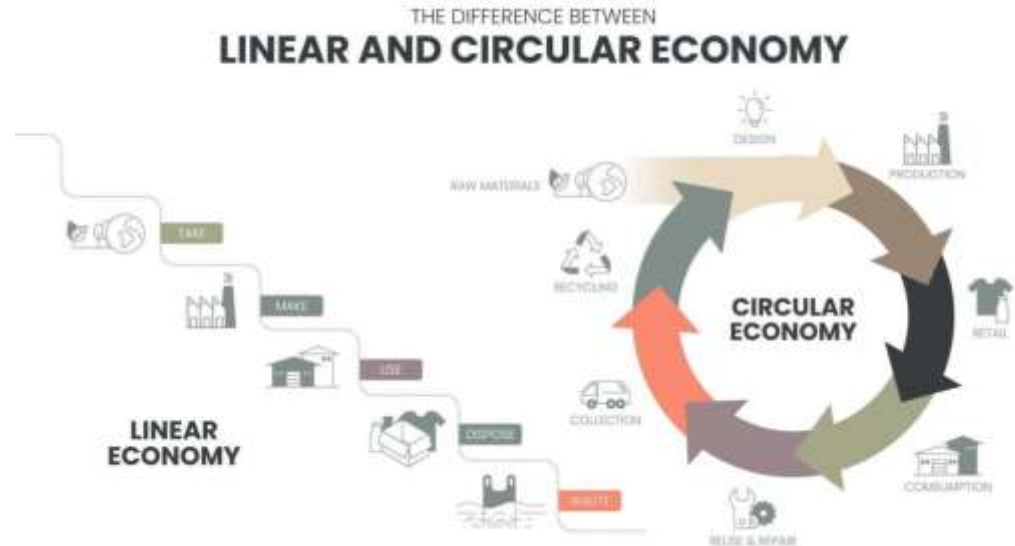 THE DIFFERENCE BETWEEN
LINEAR AND CIRCULAR ECONOMY
TAKE
MAKE
USE
DISPOSE
WASTE
LINEAR
ECONOMY
RAW MATERIALS
DESIGN
PRODUCTION
RETAIL
CONSUMPTION
REUSE & REPAIR
COLLECTION
RECYCLING
CIRCULAR
ECONOMY